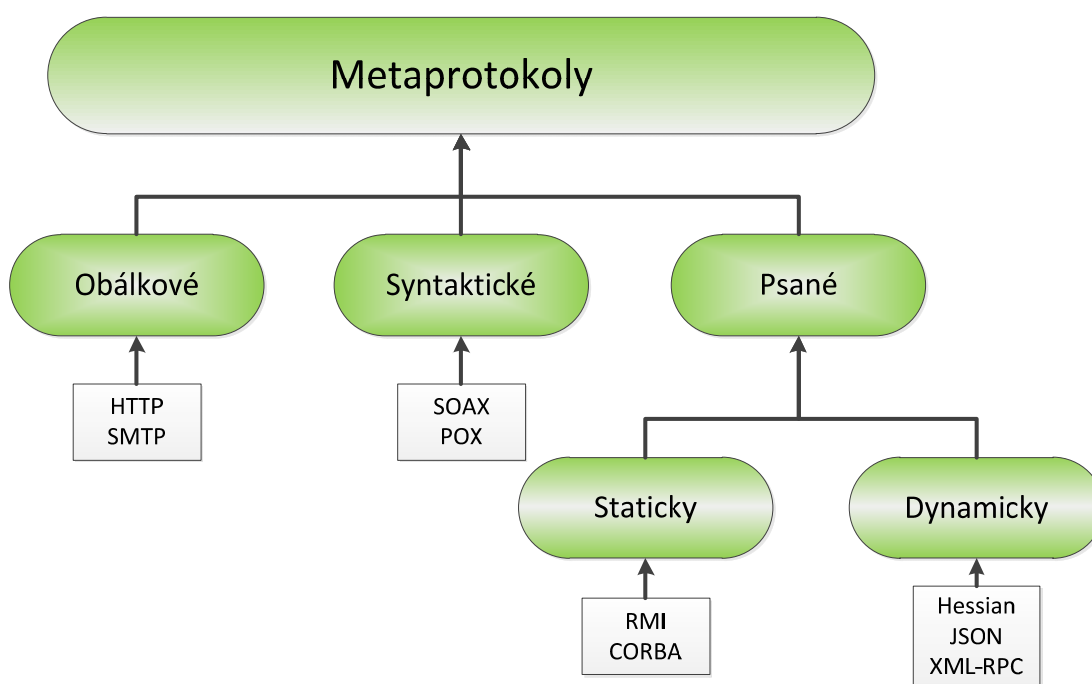 Metaprotokoly
Obálkové
Syntaktické
Psané
HTTP
SMTP
SOAX
POX
Staticky
Dynamicky
RMI
CORBA
Hessian
JSON
XML-RPC